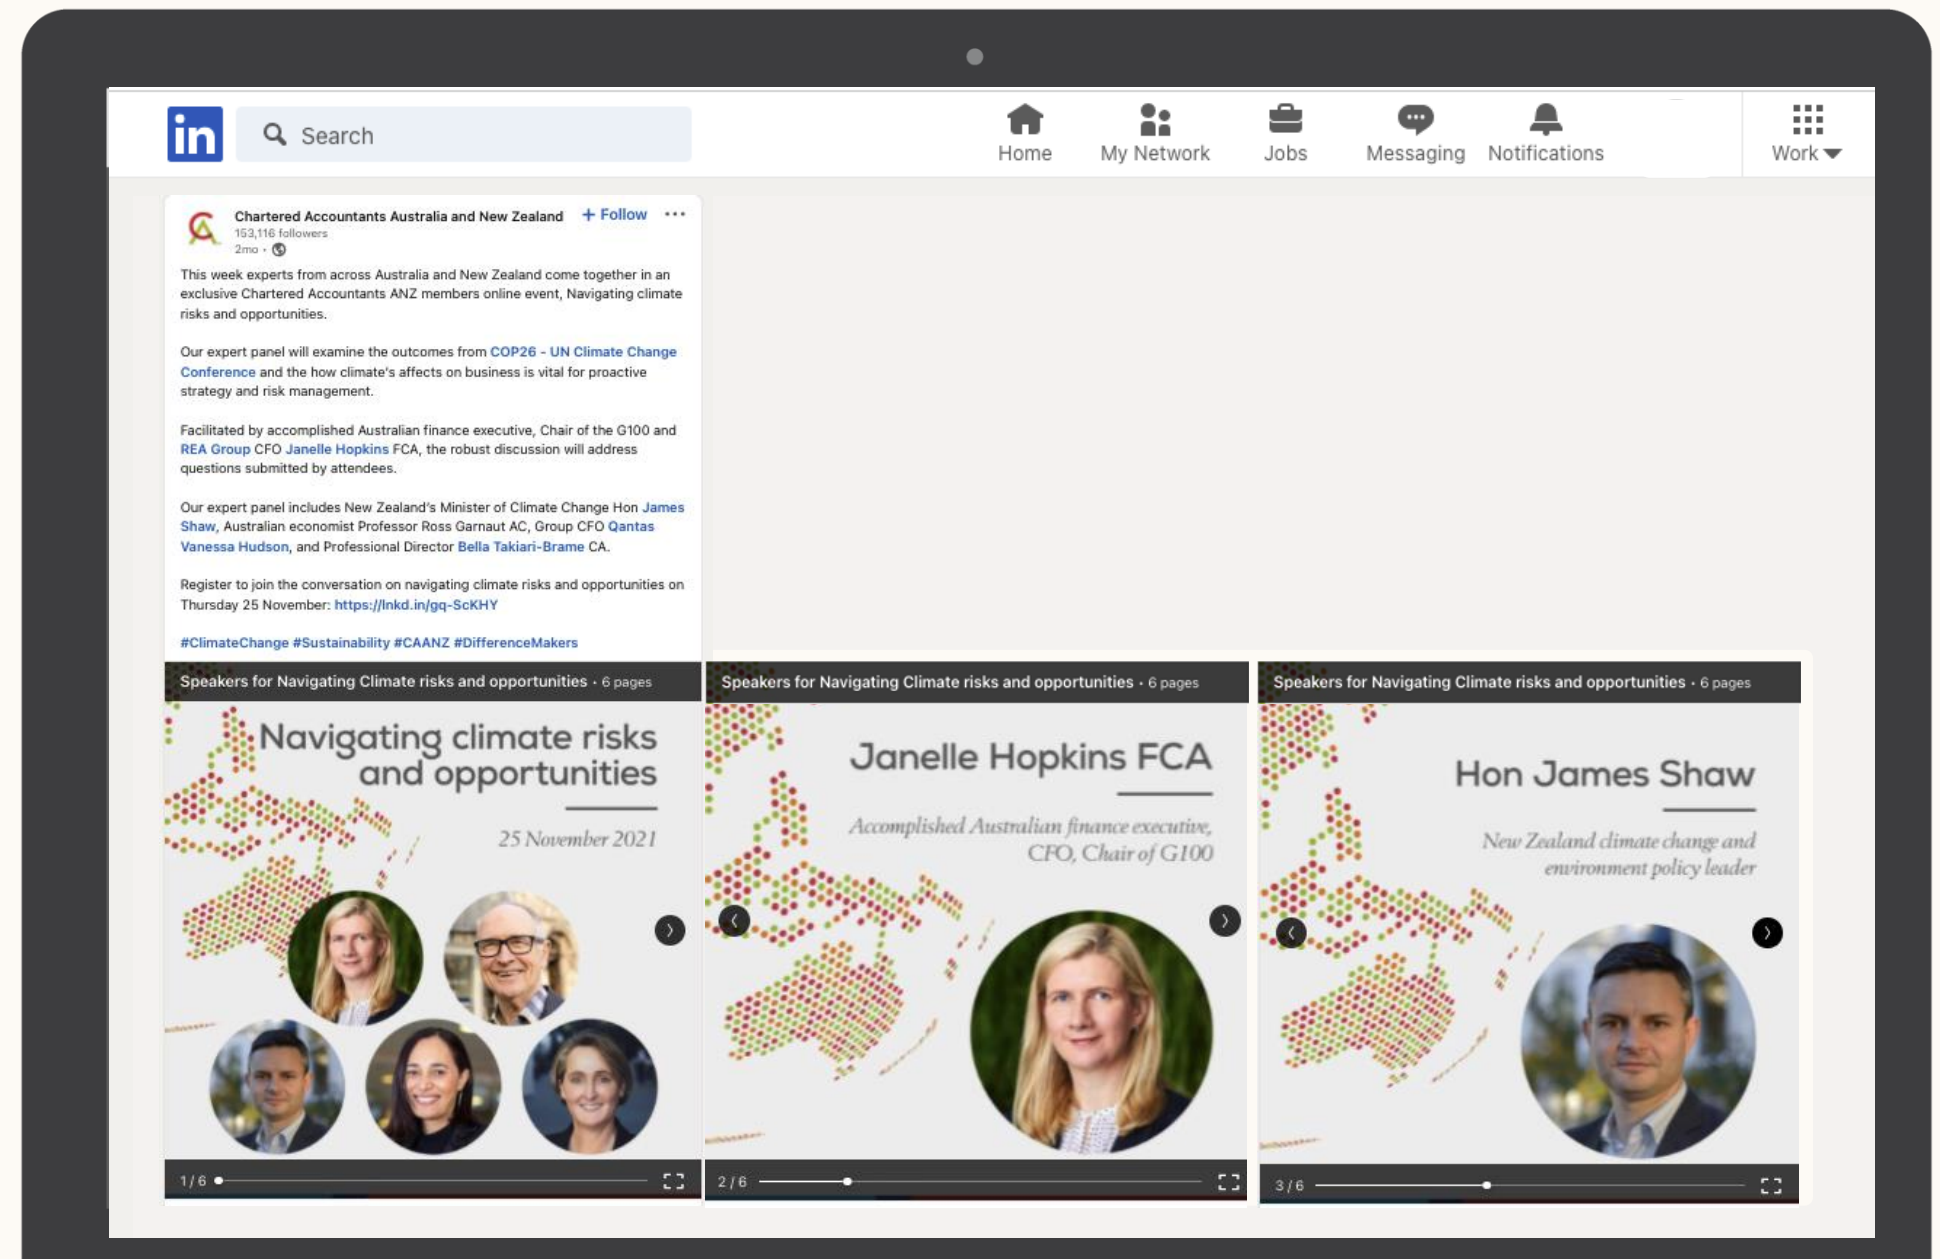 in
Search
Home
My Network
Jobs
Messaging
Notifications
Work
Chartered Accountants Australia and New Zealand
+ Follow
153,116 followers
2mo •
This week experts from across Australia and New Zealand come together in an
exclusive Chartered Accountants ANZ members online event, Navigating climate
risks and opportunities.
Our expert panel will examine the outcomes from COP26 - UN Climate Change
Conference and the how climate's affects on business is vital for proactive
strategy and risk management.
Facilitated by accomplished Australian finance executive, Chair of the G100 and
REA Group CFO Janelle Hopkins FCA, the robust discussion will address
questions submitted by attendees.
Our expert panel includes New Zealand's Minister of Climate Change Hon James
Shaw, Australian economist Professor Ross Garnaut AC, Group CFO Qantas
Vanessa Hudson, and Professional Director Bella Takiari-Brame CA.
Register to join the conversation on navigating climate risks and opportunities on
Thursday 25 November: https://lnkd.in/gq-ScKHY
#ClimateChange #Sustainability #CAANZ #DifferenceMakers
Speakers for Navigating Climate risks and opportunities • 6 pages
Navigating climate risks
and opportunities
25 November 2021
1 / 6
Speakers for Navigating Climate risks and opportunities • 6 pages
Janelle Hopkins FCA
Accomplished Australian finance executive,
CFO, Chair of G100
2 / 6
Speakers for Navigating Climate risks and opportunities • 6 pages
Hon James Shaw
New Zealand climate change and
environment policy leader
3 / 6